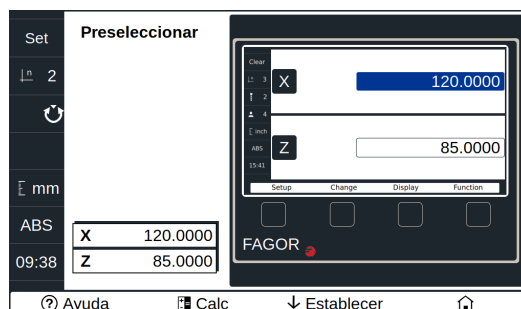 Set
Preseleccionar
n 2
mm
ABS
09:38
X 120.0000
Z 85.0000
Clear
n 3
2
4
inch
ABS
15:41
X 120.0000
Z 85.0000
Setup Change Display Function
FAGOR
Ayuda Calc Establecer